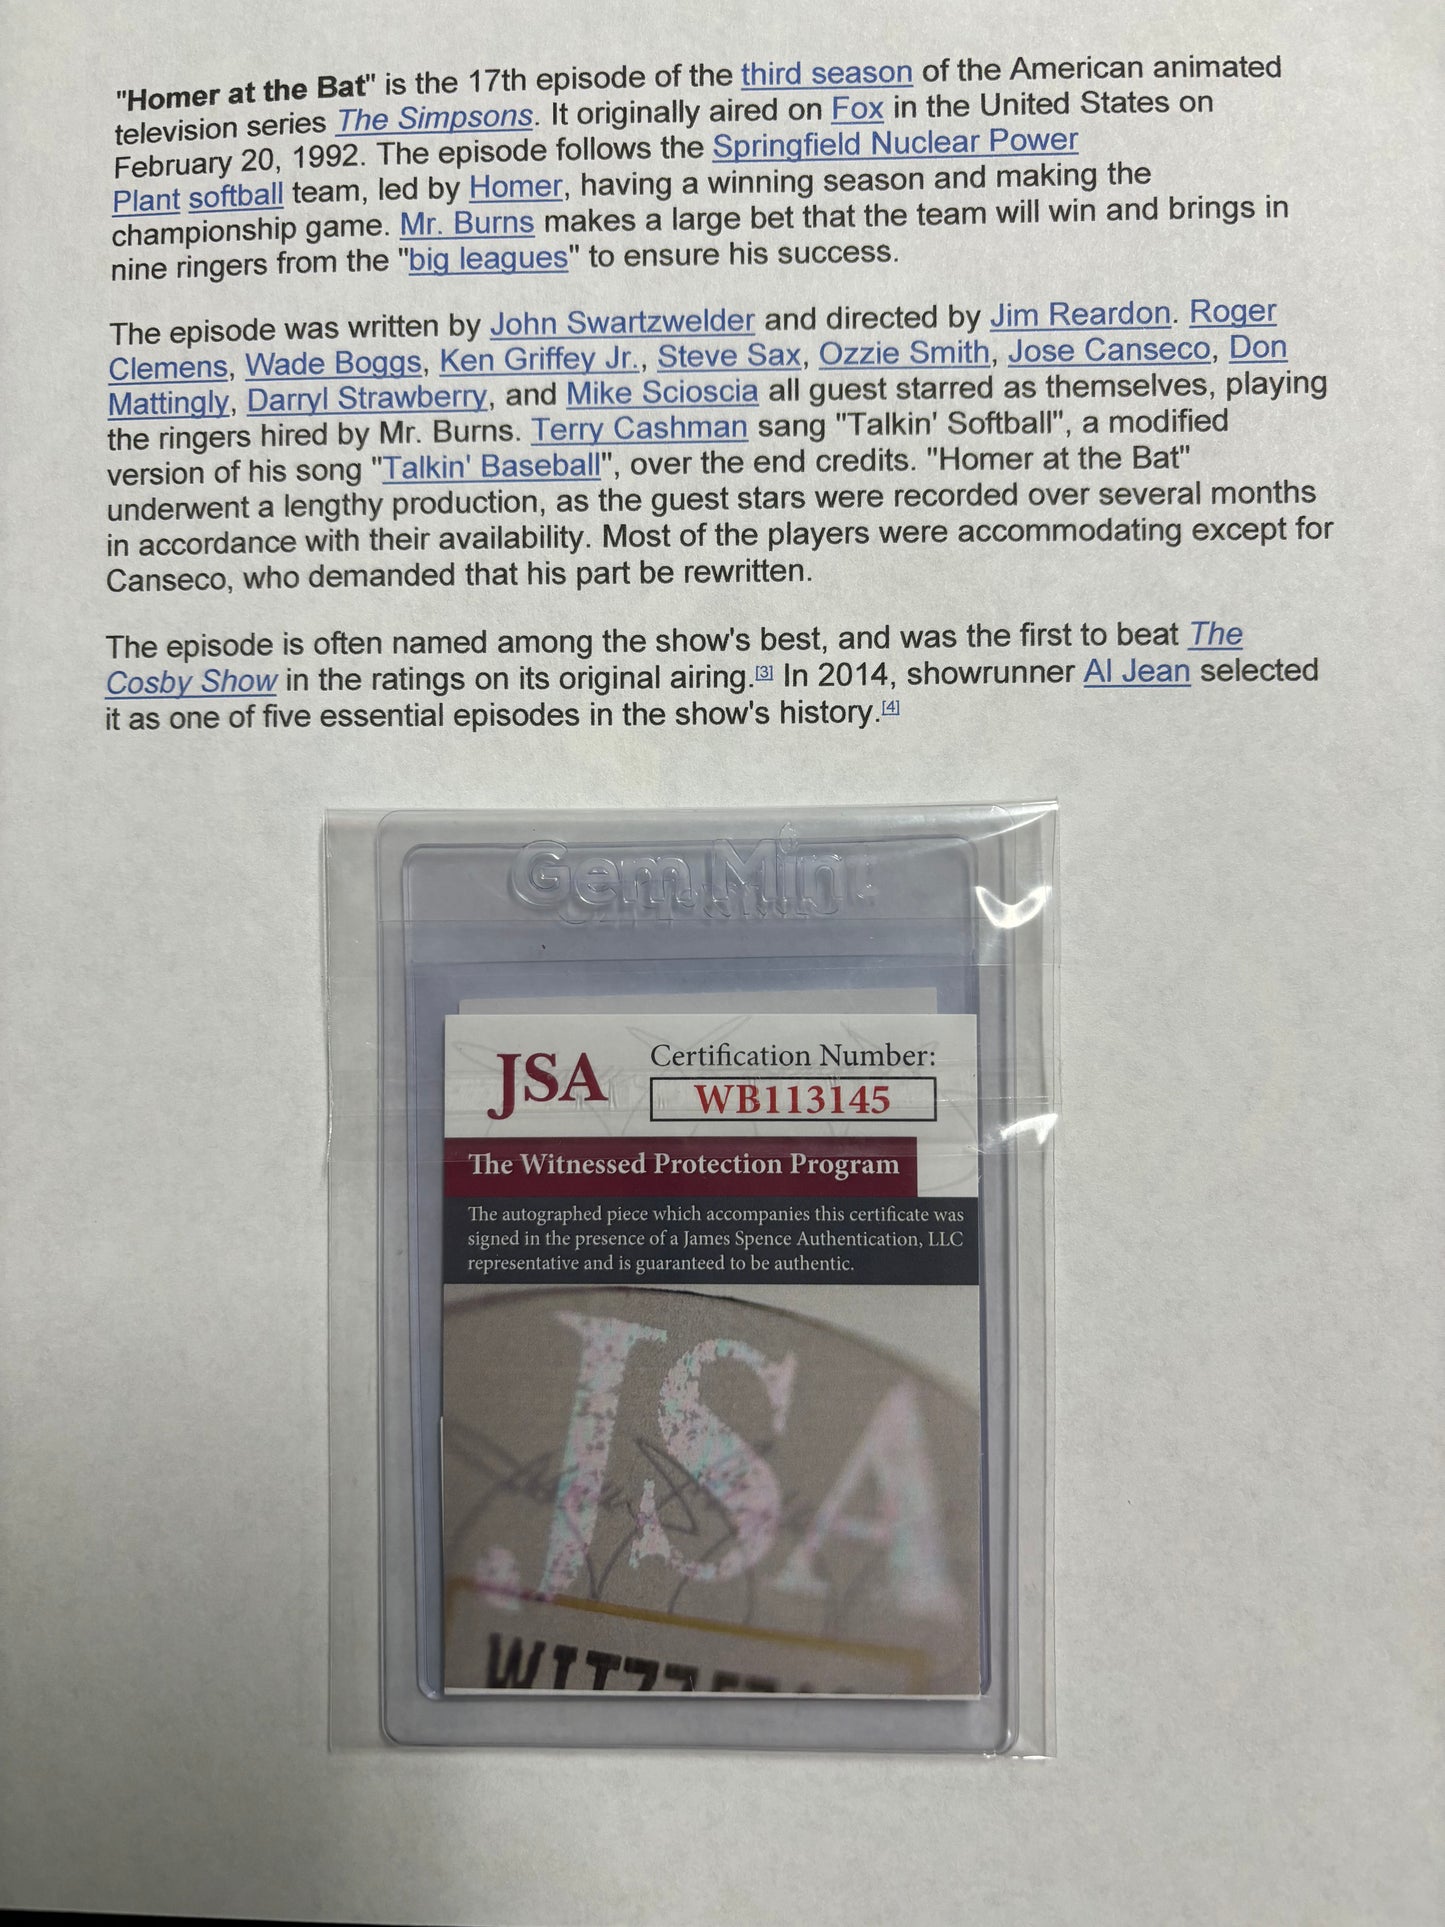 "Homer at the Bat" is the 17th episode of the third season of the American animated
television series The Simpsons. It originally aired on Fox in the United States on
February 20, 1992. The episode follows the Springfield Nuclear Power
Plant softball team, led by Homer, having a winning season and making the
championship game. Mr. Burns makes a large bet that the team will win and brings in
nine ringers from the "big leagues" to ensure his success.
The episode was written by John Swartzwelder and directed by Jim Reardon. Roger
Clemens, Wade Boggs, Ken Griffey Jr., Steve Sax, Ozzie Smith, Jose Canseco, Don
Mattingly, Darryl Strawberry, and Mike Scioscia all guest starred as themselves, playing
the ringers hired by Mr. Burns. Terry Cashman sang "Talkin' Softball", a modified
version of his song "Talkin' Baseball", over the end credits. "Homer at the Bat"
underwent a lengthy production, as the guest stars were recorded over several months
in accordance with their availability. Most of the players were accommodating except for
Canseco, who demanded that his part be rewritten.
The episode is often named among the show's best, and was the first to beat The
Cosby Show in the ratings on its original airing.[3] In 2014, showrunner Al Jean selected
it as one of five essential episodes in the show's history.[4]
Gem Mint
JSA
Certification Number:
WB113145
The Witnessed Protection Program
The autographed piece which accompanies this certificate was
signed in the presence of a James Spence Authentication, LLC
representative and is guaranteed to be authentic.
JSA